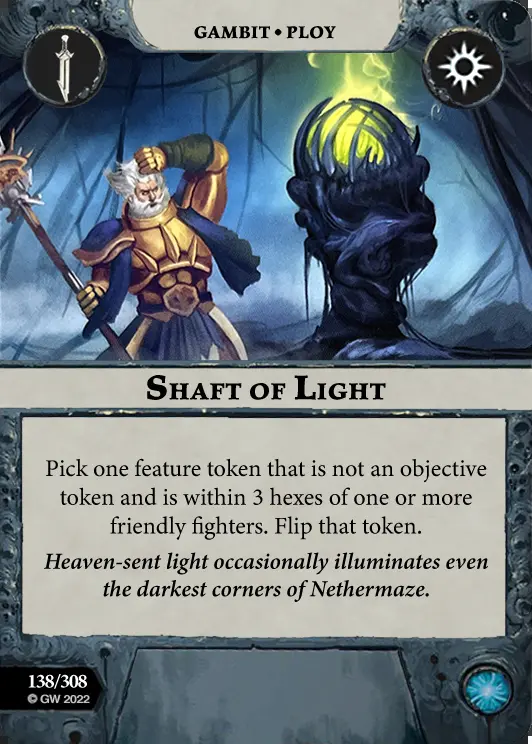 GAMBIT • PLOY
SHAFT OF LIGHT
Pick one feature token that is not an objective
token and is within 3 hexes of one or more
friendly fighters. Flip that token.
Heaven-sent light occasionally illuminates even
the darkest corners of Nethermaze.
138/308
© GW 2022